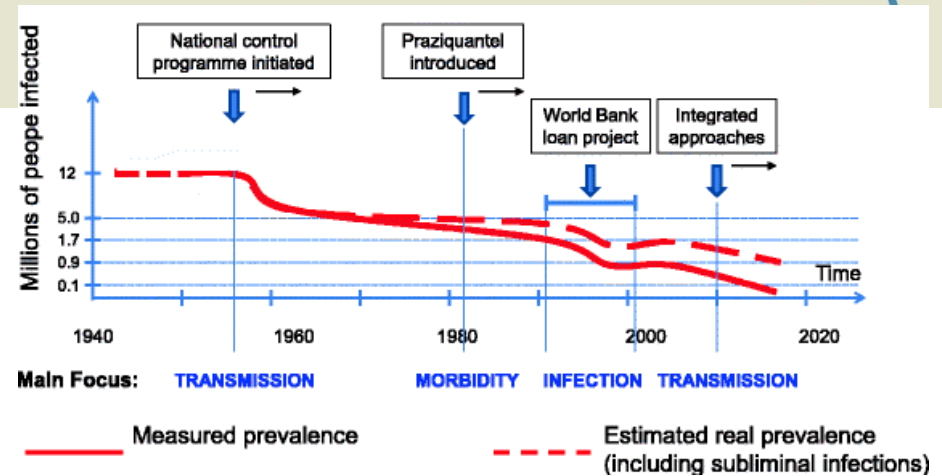 National control
programme initiated
Praziquantel
introduced
World Bank
loan project
Integrated
approaches
Millions of peope infected
12
5.0
1.7
0.9
0.1
Time
1940
1960
1980
2000
2020
Main Focus:
TRANSMISSION
MORBIDITY
INFECTION
TRANSMISSION
Measured prevalence
Estimated real prevalence
(including subliminal infections)